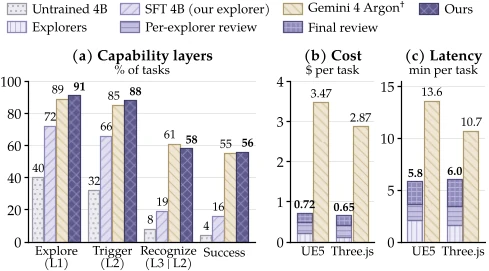 Untrained 4B
SFT 4B (our explorer)
Gemini 4 Argon†
Ours
Explorers
Per-explorer review
Final review
(a) Capability layers
% of tasks
100
80
60
40
20
0
40
72
89
91
32
66
85
88
8
19
61
58
4
16
55
56
Explore
(L1)
Trigger
(L2)
Recognize
(L3 | L2)
Success
(b) Cost
$ per task
4
3
2
1
0
0.72
3.47
0.65
2.87
UE5
Three.js
(c) Latency
min per task
15
10
5
0
5.8
13.6
6.0
10.7
UE5
Three.js